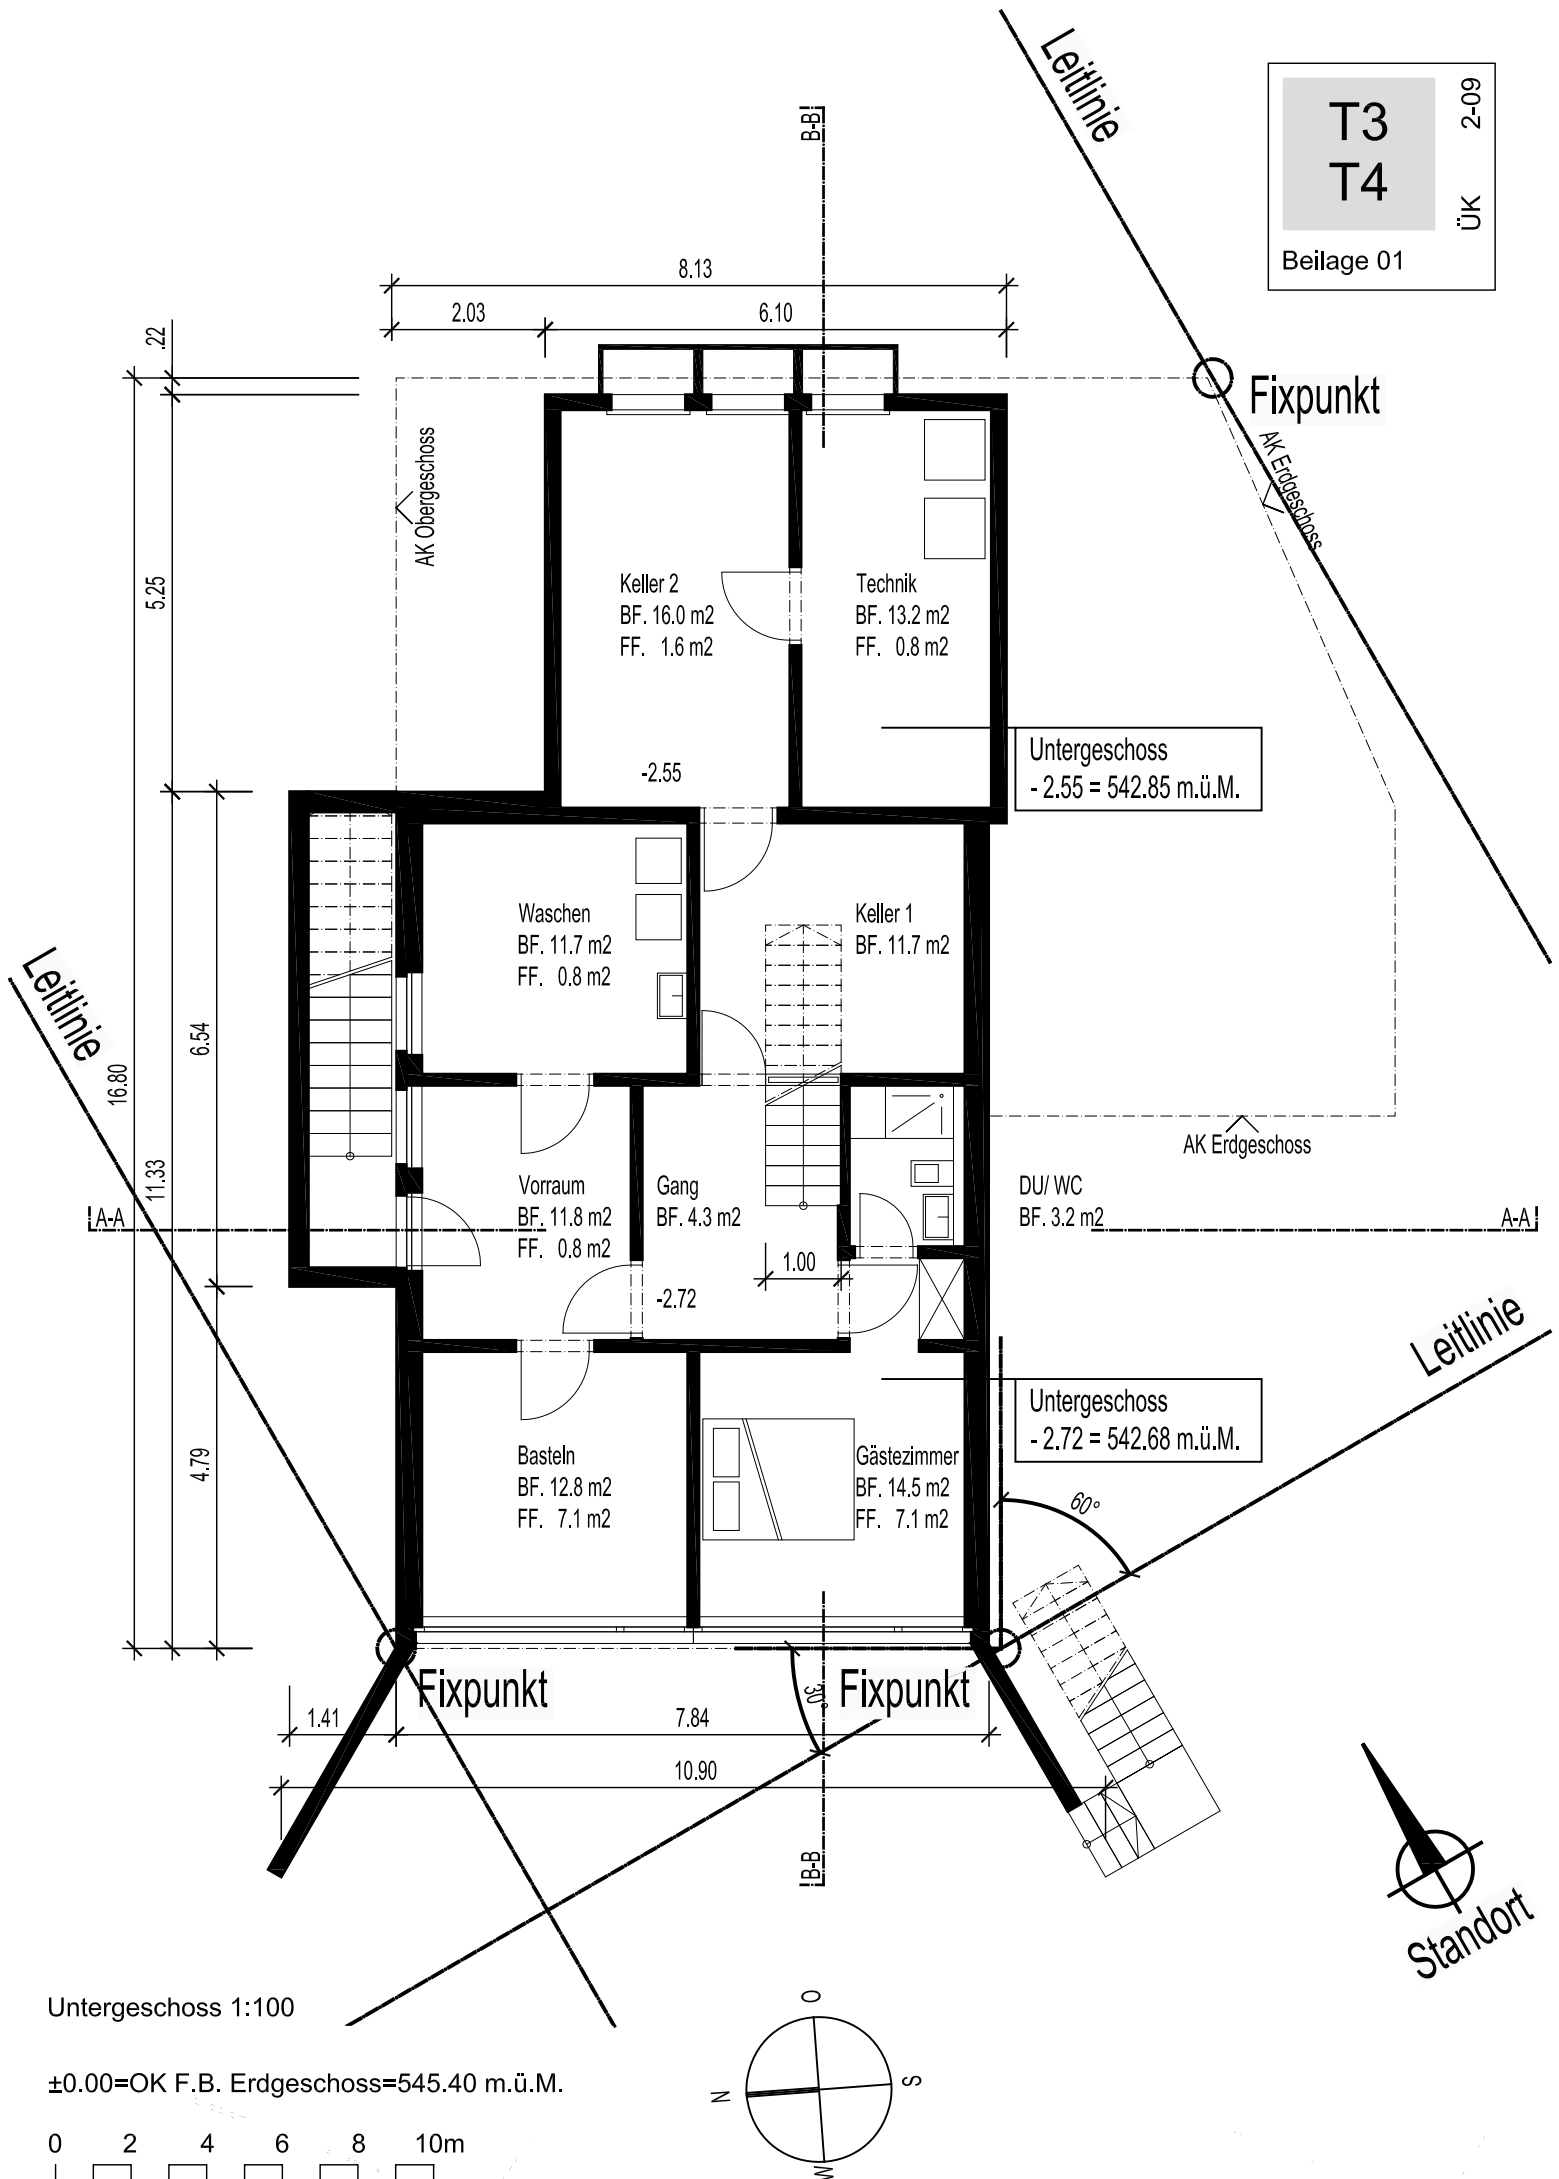 Leitlinie
T3
T4
ÜK 2-09
Beilage 01
B-B
8.13
2.03
6.10
.22
Fixpunkt
AK Erdgeschoss
AK Obergeschoss
5.25
Keller 2
BF. 16.0 m2
FF. 1.6 m2
Technik
BF. 13.2 m2
FF. 0.8 m2
-2.55
Untergeschoss
- 2.55 = 542.85 m.ü.M.
Waschen
BF. 11.7 m2
FF. 0.8 m2
Keller 1
BF. 11.7 m2
Leitlinie
6.54
16.80
11.33
AK Erdgeschoss
A-A
Vorraum
BF. 11.8 m2
FF. 0.8 m2
Gang
BF. 4.3 m2
DU/ WC
BF. 3.2 m2
A-A
1.00
-2.72
Leitlinie
Untergeschoss
- 2.72 = 542.68 m.ü.M.
4.79
Basteln
BF. 12.8 m2
FF. 7.1 m2
Gästezimmer
BF. 14.5 m2
FF. 7.1 m2
60°
Fixpunkt
Fixpunkt
30°
1.41
7.84
10.90
B-B
Standort
Untergeschoss 1:100
±0.00=OK F.B. Erdgeschoss=545.40 m.ü.M.
O
S
N
W
0 2 4 6 8 10m